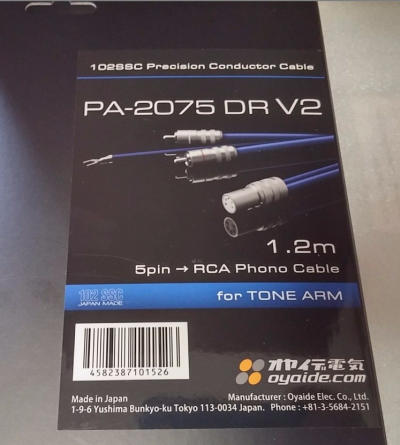 102SSC Precision Conductor Cable
PA-2075 DR V2
1.2m
5pin → RCA Phono Cable
102 SSC
JAPAN MADE
for TONE ARM
4582387101526
オヤイデ電気
oyaide.com
Made in Japan
Manufacturer : Oyaide Elec. Co., Ltd.
1-9-6 Yushima Bunkyo-ku Tokyo 113-0034 Japan. Phone : +81-3-5684-2151